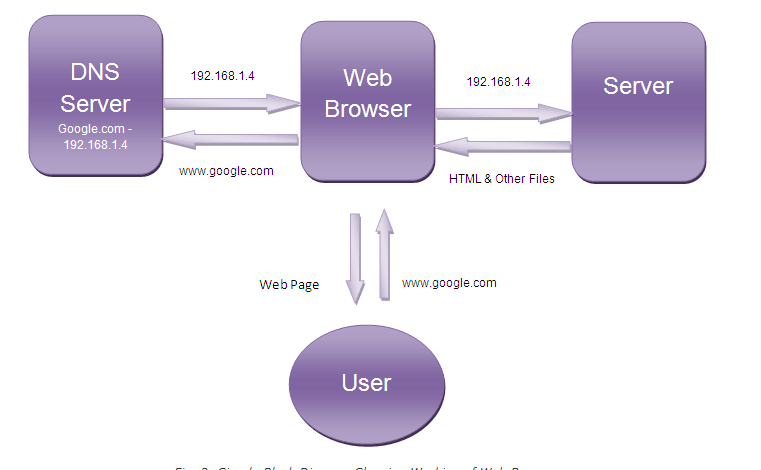 DNS
Server
Google.com -
192.168.1.4
192.168.1.4
www.google.com
Web
Browser
192.168.1.4
HTML & Other Files
Server
Web Page
www.google.com
User